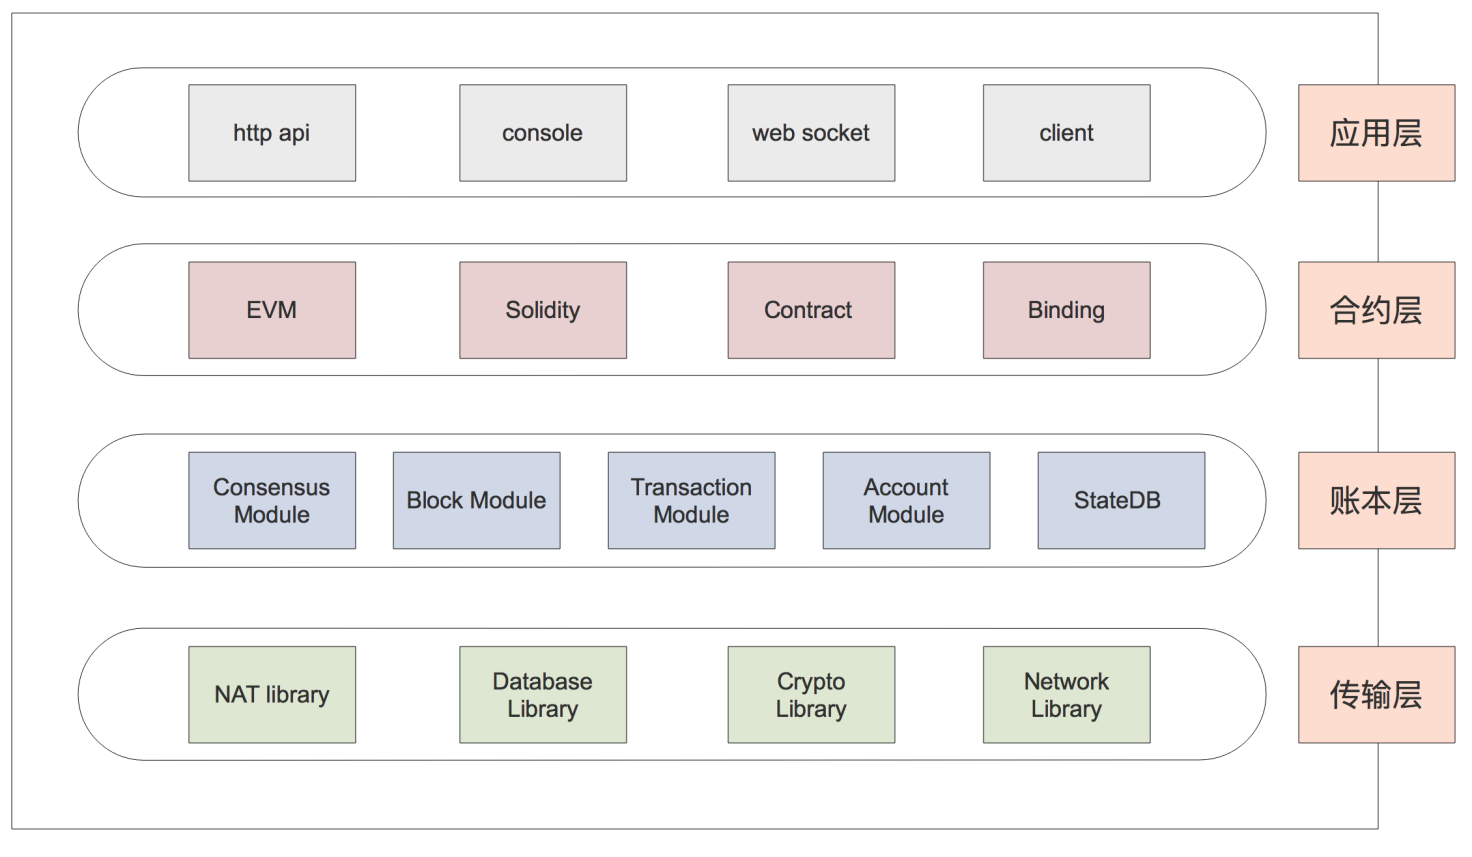 http api
console
web socket
client
应用层
EVM
Solidity
Contract
Binding
合约层
Consensus
Module
Block Module
Transaction
Module
Account
Module
StateDB
账本层
NAT library
Database
Library
Crypto
Library
Network
Library
传输层